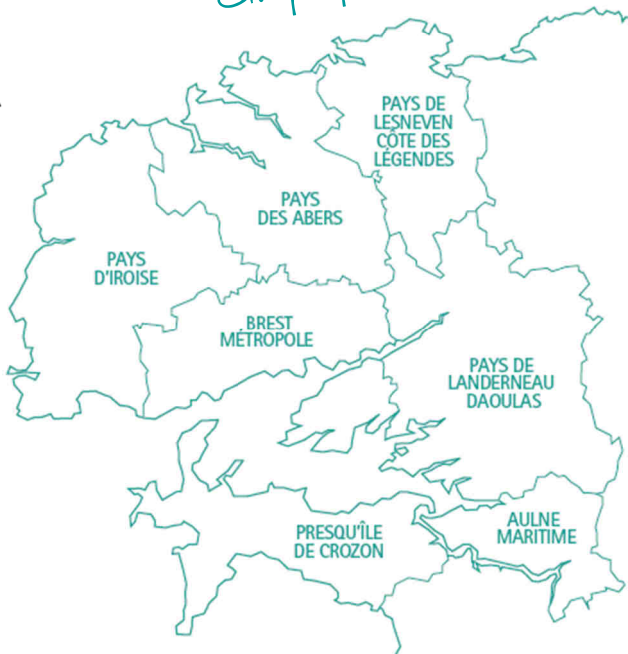 PAYS DE
LESNEVEN
CÔTE DES
LÉGENDES
PAYS
DES ABERS
PAYS
D'IROISE
BREST
MÉTROPOLE
PAYS DE
LANDERNEAU
DAOULAS
PRESQU'ÎLE
DE CROZON
AULNE
MARITIME